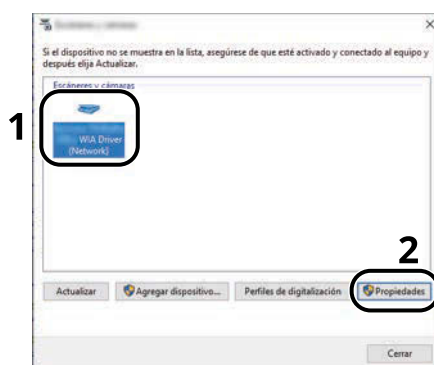 Si el dispositivo no se muestra en la lista, asegúrese de que esté activado y conectado al equipo y
después elija Actualizar.
Escáneres y cámaras
1
WIA Driver
(Network)
2
Actualizar
Agregar dispositivo...
Perfiles de digitalización
Propiedades
Cerrar